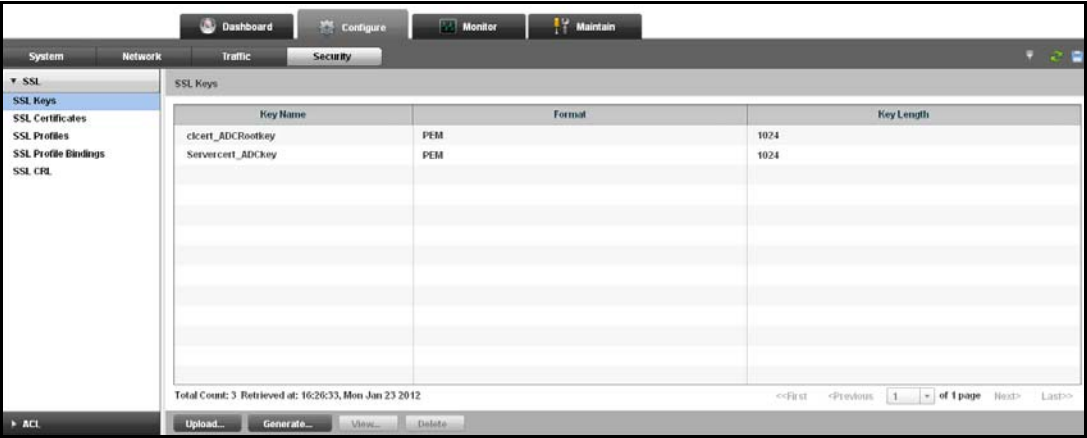 Dashboard Configure Monitor Maintain
System Network Traffic Security
SSL
SSL Keys
SSL Certificates
SSL Profiles
SSL Profile Bindings
SSL CRL
ACL
SSL Keys
Key Name Format Key Length
clcert_ADCRootkey PEM 1024
Servercert_ADCkey PEM 1024
Total Count: 3 Retrieved at: 16:26:33, Mon Jan 23 2012
<<First <Previous 1 of 1 page Next> Last>>
Upload... Generate... View... Delete